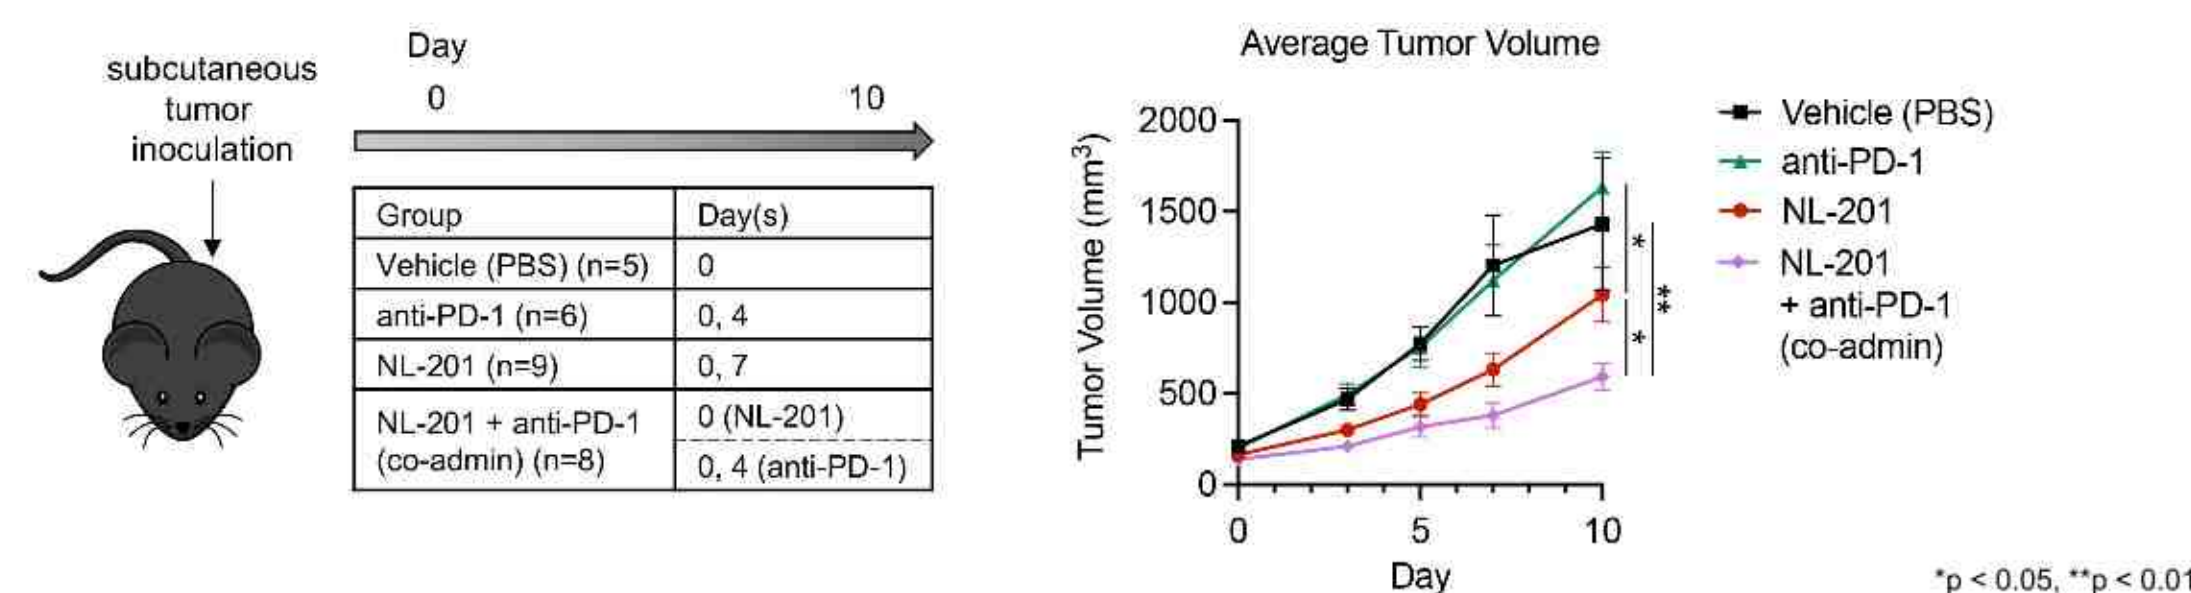 subcutaneous
tumor
inoculation
Day
0 10
Group Day(s)
Vehicle (PBS) (n=5) 0
anti-PD-1 (n=6) 0, 4
NL-201 (n=9) 0, 7
NL-201 + anti-PD-1
(co-admin) (n=8)
0 (NL-201)
0, 4 (anti-PD-1)
Average Tumor Volume
Tumor Volume (mm³)
2000
1500
1000
500
0
0 5 10
Day
*
**
*
Vehicle (PBS)
anti-PD-1
NL-201
NL-201
+ anti-PD-1
(co-admin)
*p < 0.05, **p < 0.01